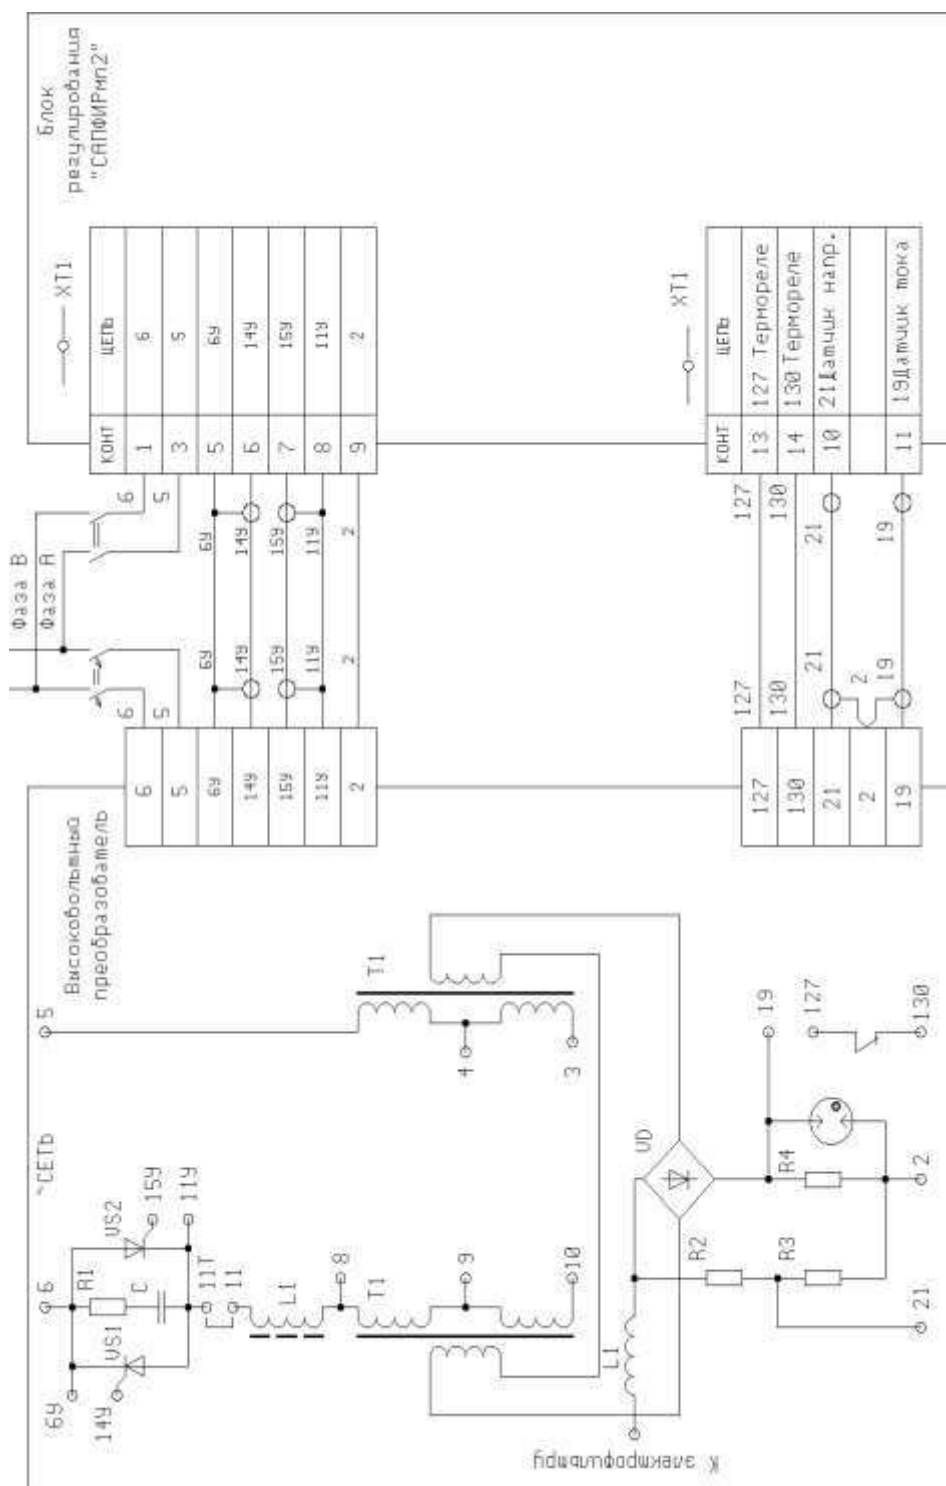 Блок
регулирования
"САПФИРмп2"
XT1
КОНТ ЦЕПЬ
1 6
3 5
5 6У
6 14У
7 15У
8 11У
9 2
XT1
КОНТ ЦЕПЬ
13 127 Термореле
14 130 Термореле
10 21 Датчик напр.
11 19 Датчик тока
Фаза В
Фаза А
6 6
5 5
6У 6У
14У 14У
15У 15У
11У 11У
2 2
127 127
130 130
21 21
2
19 19
Высоковольтный
преобразователь
6
5
6У
14У
15У
11У
2
127
130
21
2
19
~СЕТЬ
6
5
6У
14У
VS1
R1
C
VS2
15У
11У
11Т
11
L1
8
T1
9
10
T1
4
3
К электрофильтру
L1
VD
R2
R3
R4
19
127
130
2
21